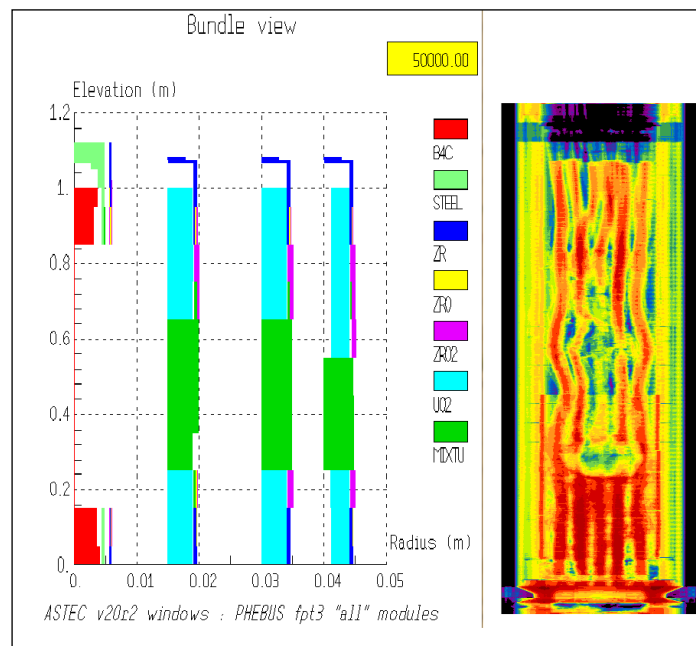 Bundle view
50000.00
Elevation (m)
1.2
1.
0.8
0.6
0.4
0.2
0.
0. 0.01 0.02 0.03 0.04 0.05
Radius (m)
B4C
STEEL
ZR
ZRO
ZRO2
UO2
MIXTU
ASTEC v20r2 windows : PHEBUS fpt3 "all" modules